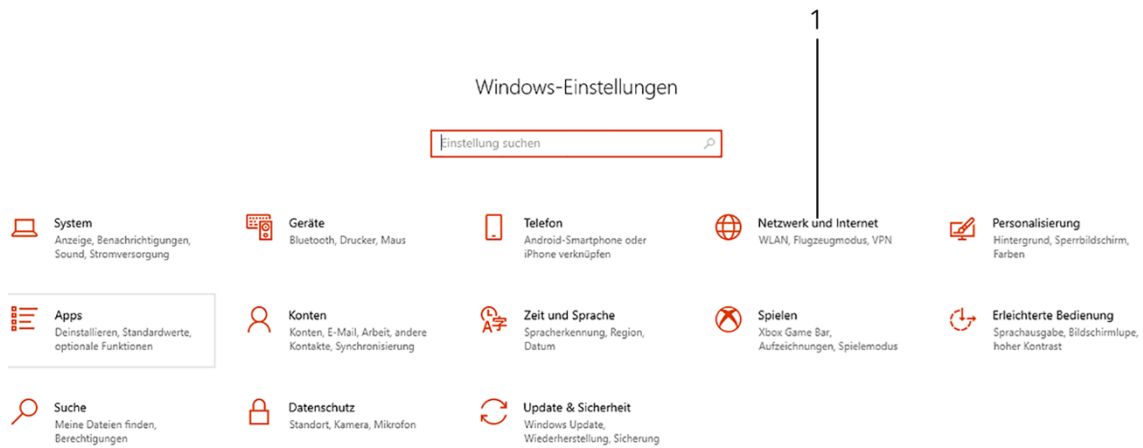 1
Windows-Einstellungen
Einstellung suchen
System
Anzeige, Benachrichtigungen,
Sound, Stromversorgung
Geräte
Bluetooth, Drucker, Maus
Telefon
Android-Smartphone oder
iPhone verknüpfen
Netzwerk und Internet
WLAN, Flugzeugmodus, VPN
Personalisierung
Hintergrund, Sperrbildschirm,
Farben
Apps
Deinstallieren, Standardwerte,
optionale Funktionen
Konten
Konten, E-Mail, Arbeit, andere
Kontakte, Synchronisierung
Zeit und Sprache
Spracherkennung, Region,
Datum
Spielen
Xbox Game Bar,
Aufzeichnungen, Spielemodus
Erleichterte Bedienung
Sprachausgabe, Bildschirmlupe,
hoher Kontrast
Suche
Meine Dateien finden,
Berechtigungen
Datenschutz
Standort, Kamera, Mikrofon
Update & Sicherheit
Windows Update,
Wiederherstellung, Sicherung